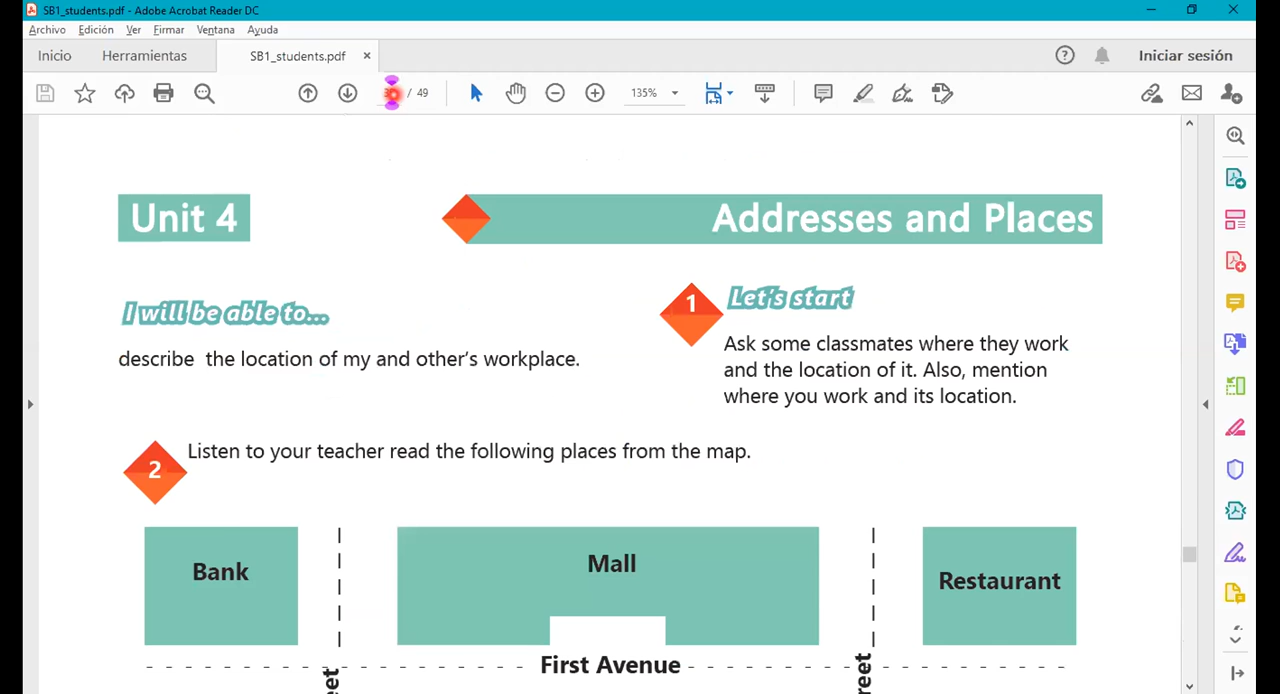 SB1_students.pdf - Adobe Acrobat Reader DC
Archivo Edición Ver Firmar Ventana Ayuda
Inicio Herramientas SB1_students.pdf × Iniciar sesión
/ 49 135%
Unit 4
Addresses and Places
I will be able to...
describe the location of my and other's workplace.
1
Let's start
Ask some classmates where they work
and the location of it. Also, mention
where you work and its location.
2
Listen to your teacher read the following places from the map.
Bank
Mall
Restaurant
First Avenue